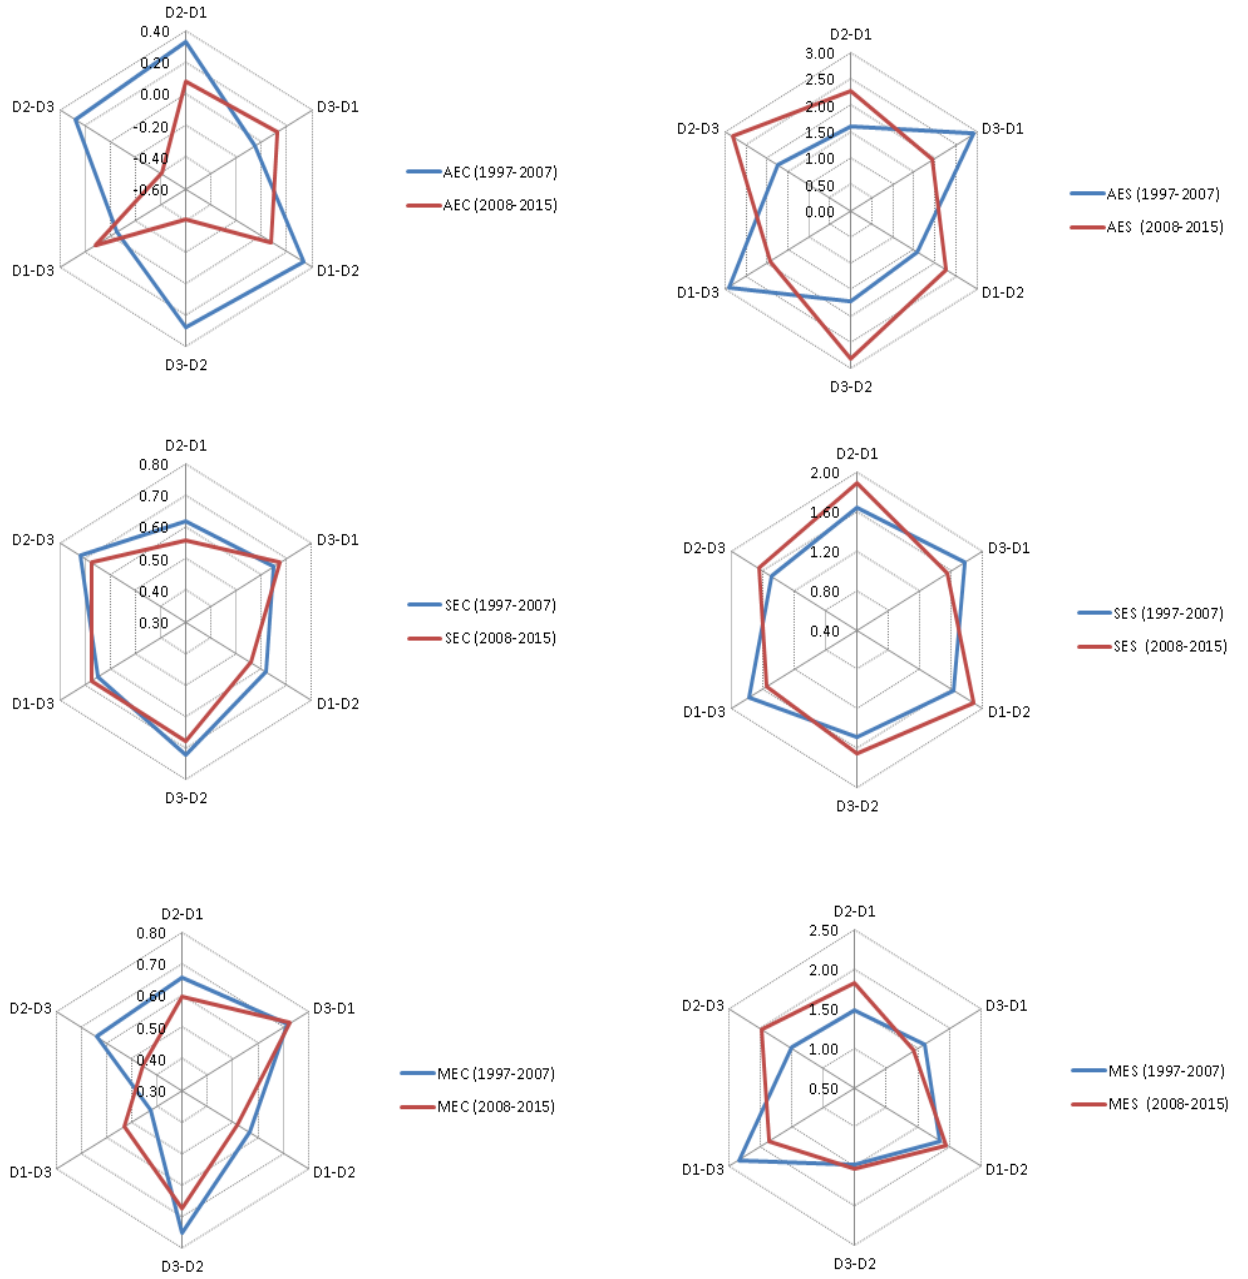 D2-D1
0.40
0.20
0.00
-0.20
-0.40
-0.60
D3-D1
D1-D2
D3-D2
D1-D3
D2-D3
AEC (1997-2007)
AEC (2008-2015)
D2-D1
3.00
2.50
2.00
1.50
1.00
0.50
0.00
D3-D1
D1-D2
D3-D2
D1-D3
D2-D3
AES (1997-2007)
AES (2008-2015)
D2-D1
0.80
0.70
0.60
0.50
0.40
0.30
D3-D1
D1-D2
D3-D2
D1-D3
D2-D3
SEC (1997-2007)
SEC (2008-2015)
D2-D1
2.00
1.60
1.20
0.80
0.40
D3-D1
D1-D2
D3-D2
D1-D3
D2-D3
SES (1997-2007)
SES (2008-2015)
D2-D1
0.80
0.70
0.60
0.50
0.40
0.30
D3-D1
D1-D2
D3-D2
D1-D3
D2-D3
MEC (1997-2007)
MEC (2008-2015)
D2-D1
2.50
2.00
1.50
1.00
0.50
D3-D1
D1-D2
D3-D2
D1-D3
D2-D3
MES (1997-2007)
MES (2008-2015)